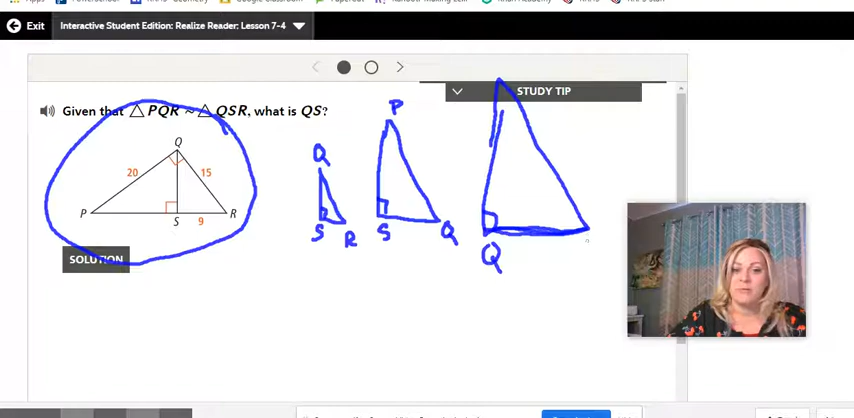 Exit
Interactive Student Edition: Realize Reader: Lesson 7-4
STUDY TIP
Given that △PQR ~ △QSR, what is QS?
Q
20
15
P
S
9
R
SOLUTION
Q
S
R
P
S
Q
Q